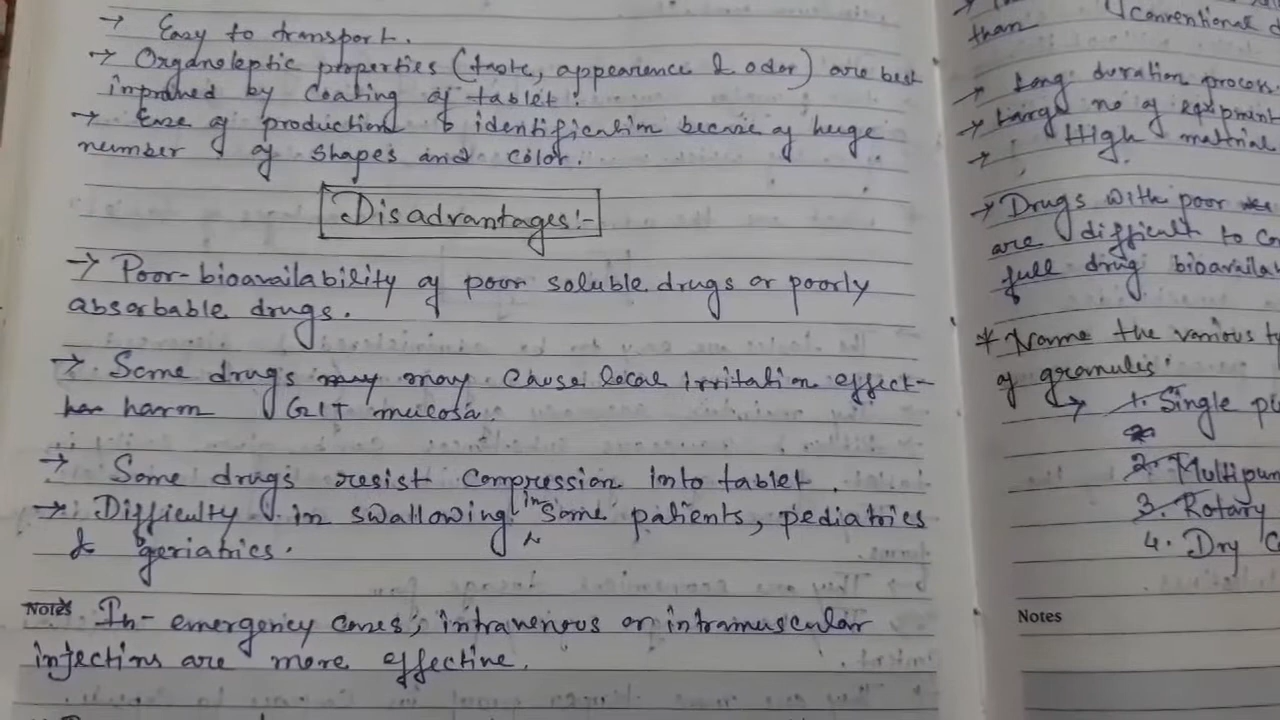 → Easy to transport.
→ Organoleptic properties (taste, appearence & odor) are best
improved by coating of tablet.
→ Ease of production & identification because of huge
number of shapes and color.
Disadvantages:-
→ Poor-bioavailability of poor soluble drugs or poorly
absorbable drugs.
→ Some drugs may cause local irritation effect-
harm GIT mucosa.
→ Some drugs resist compression into tablet.
→ Difficulty in swallowing in some patients, pediatrics
& geriatrics.
Notes In- emergency cases, intravenous or intramuscular
injections are more effective.
than conventional
→ Long duration process.
→ Large no of equipment
→ High material
→ Drugs with poor
are difficult to
full drug
* Name the various
of granules
→ 1. Single
2.
3. Rotary
4. Dry
Notes